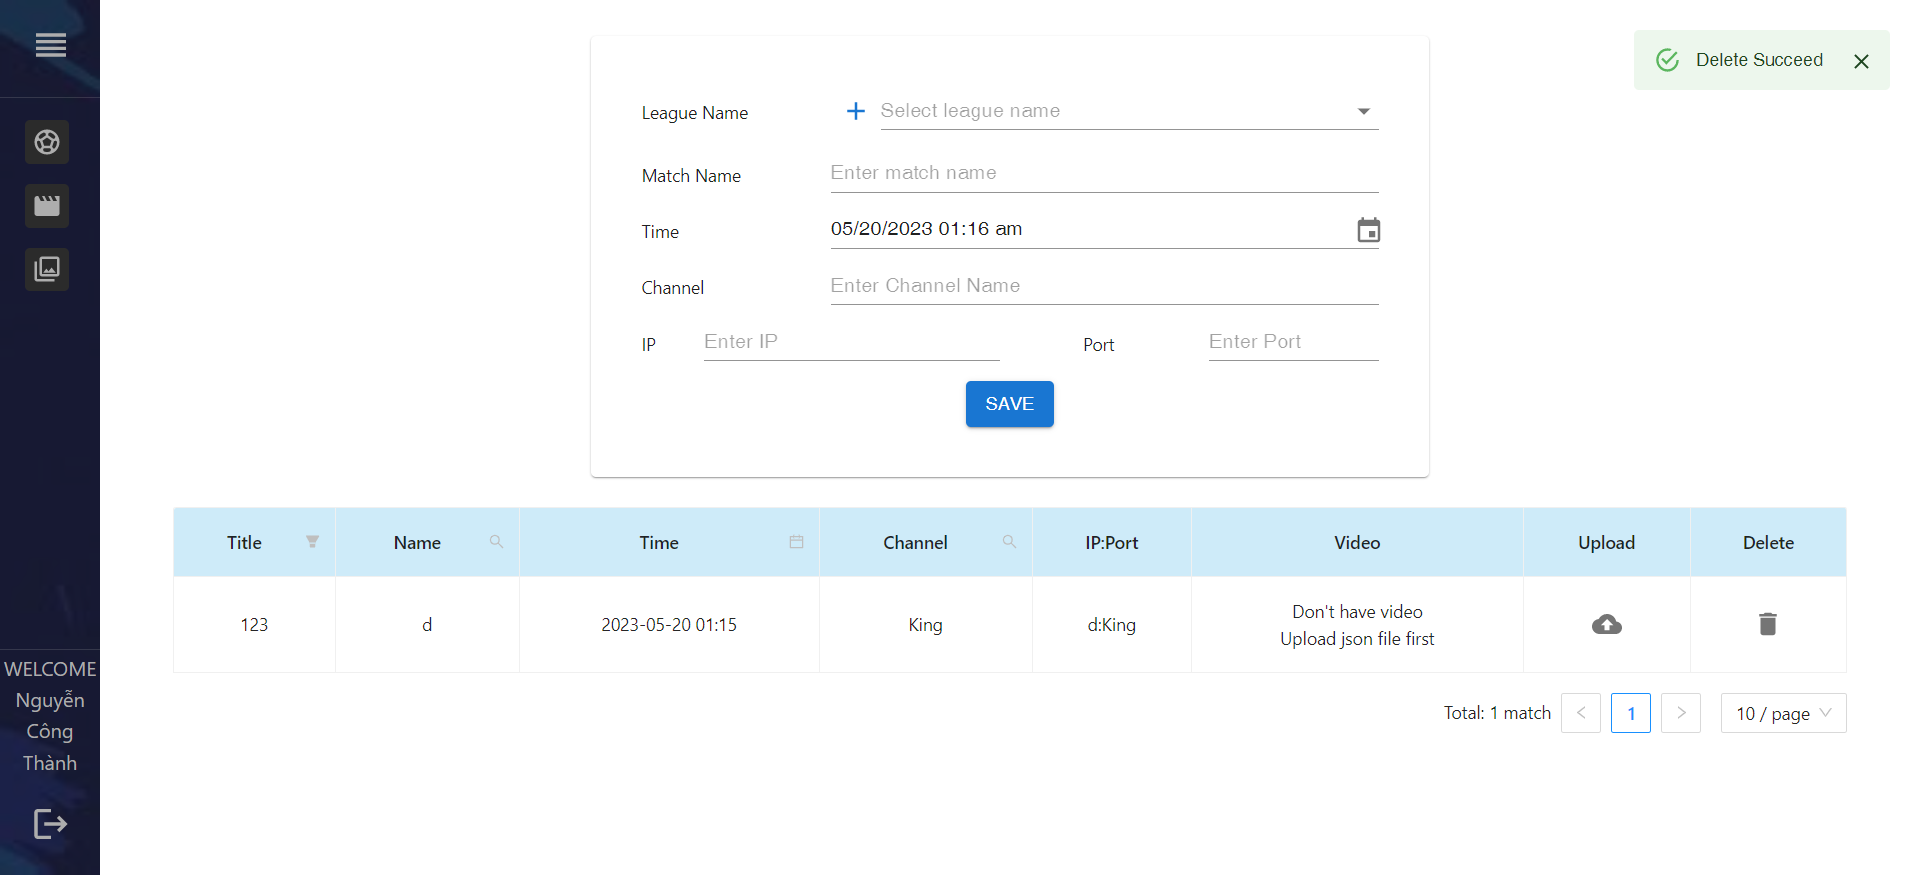 Delete Succeed
League Name
Select league name
Match Name
Enter match name
Time
05/20/2023 01:16 am
Channel
Enter Channel Name
IP
Enter IP
Port
Enter Port
SAVE
Title
Name
Time
Channel
IP:Port
Video
Upload
Delete
123
d
2023-05-20 01:15
King
d:King
Don't have video
Upload json file first
Total: 1 match
1
10 / page
WELCOME
Nguyễn
Công
Thành